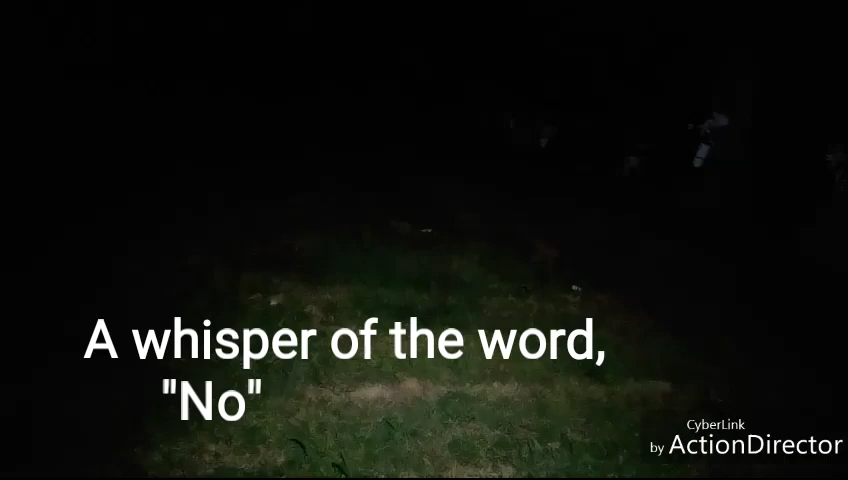 A whisper of the word,
"No"
CyberLink
by ActionDirector